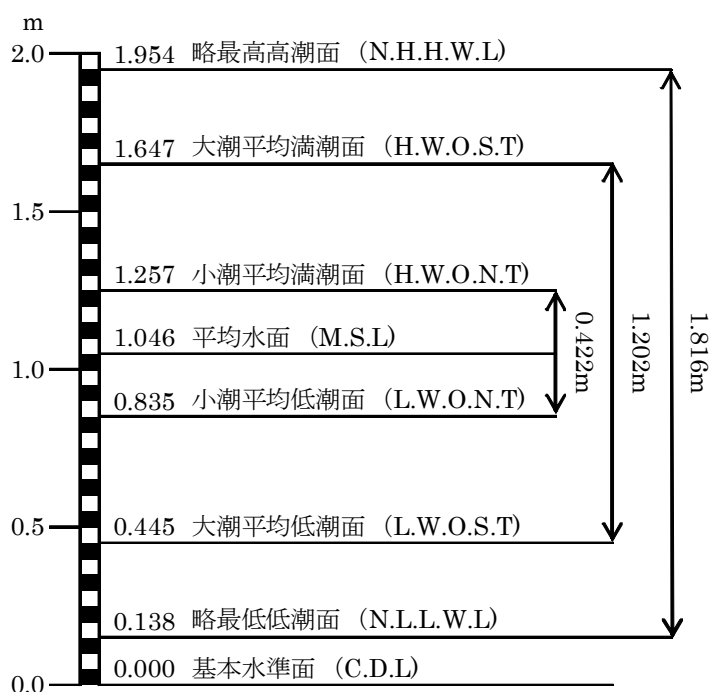 m
2.0
1.954 略最高高潮面 (N.H.H.W.L)
1.647 大潮平均満潮面 (H.W.O.S.T)
1.5
1.257 小潮平均満潮面 (H.W.O.N.T)
1.046 平均水面 (M.S.L)
1.0
0.835 小潮平均低潮面 (L.W.O.N.T)
0.422m
1.202m
1.816m
0.5
0.445 大潮平均低潮面 (L.W.O.S.T)
0.138 略最低低潮面 (N.L.L.W.L)
0.000 基本水準面 (C.D.L)
0.0